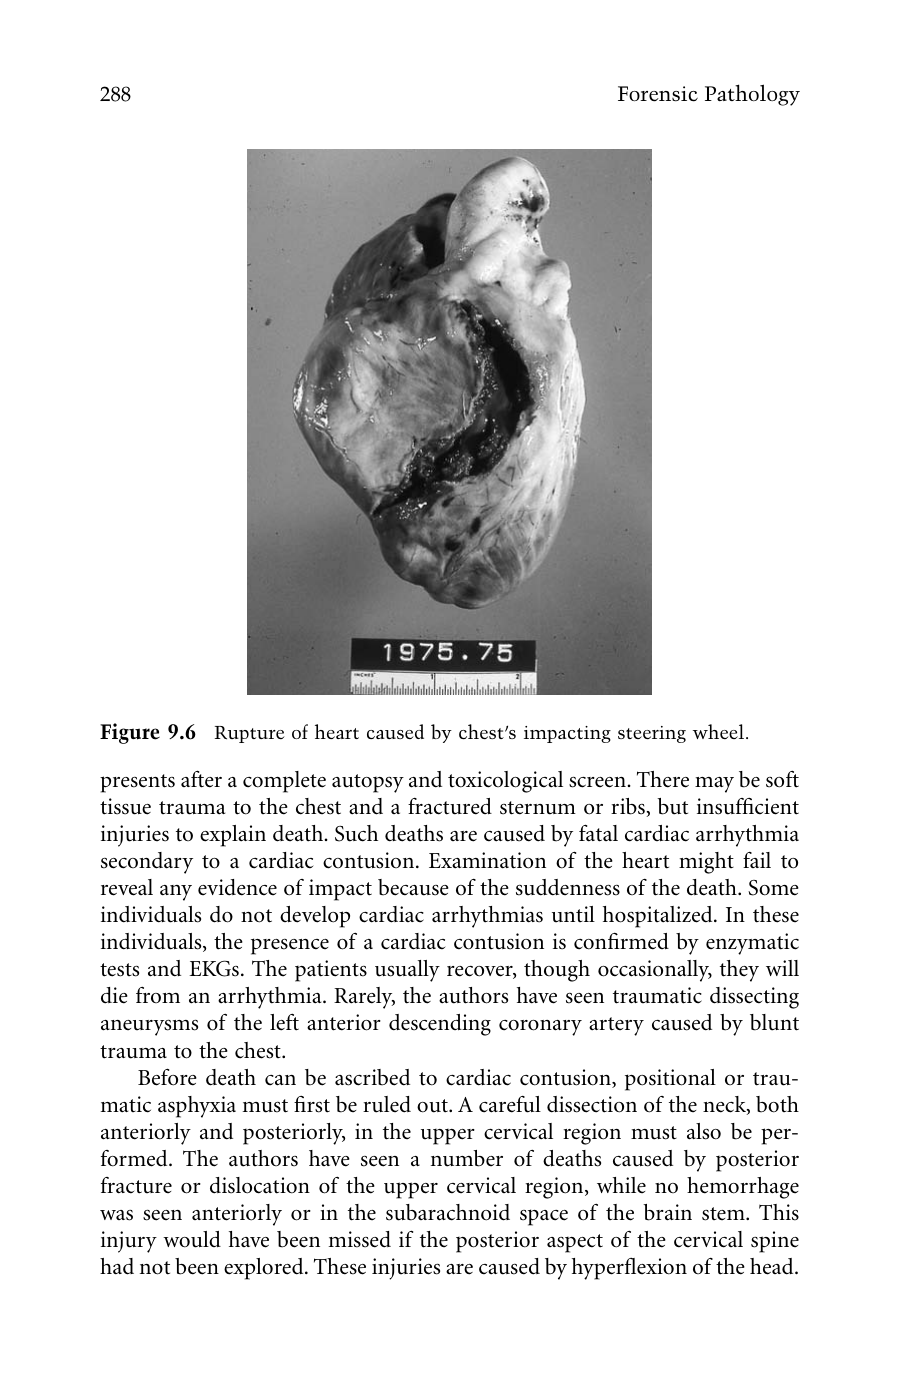 288
Forensic Pathology
1975.75
INCHES
1
2
Figure 9.6 Rupture of heart caused by chest's impacting steering wheel.
presents after a complete autopsy and toxicological screen. There may be soft
tissue trauma to the chest and a fractured sternum or ribs, but insufficient
injuries to explain death. Such deaths are caused by fatal cardiac arrhythmia
secondary to a cardiac contusion. Examination of the heart might fail to
reveal any evidence of impact because of the suddenness of the death. Some
individuals do not develop cardiac arrhythmias until hospitalized. In these
individuals, the presence of a cardiac contusion is confirmed by enzymatic
tests and EKGs. The patients usually recover, though occasionally, they will
die from an arrhythmia. Rarely, the authors have seen traumatic dissecting
aneurysms of the left anterior descending coronary artery caused by blunt
trauma to the chest.
Before death can be ascribed to cardiac contusion, positional or trau-
matic asphyxia must first be ruled out. A careful dissection of the neck, both
anteriorly and posteriorly, in the upper cervical region must also be per-
formed. The authors have seen a number of deaths caused by posterior
fracture or dislocation of the upper cervical region, while no hemorrhage
was seen anteriorly or in the subarachnoid space of the brain stem. This
injury would have been missed if the posterior aspect of the cervical spine
had not been explored. These injuries are caused by hyperflexion of the head.